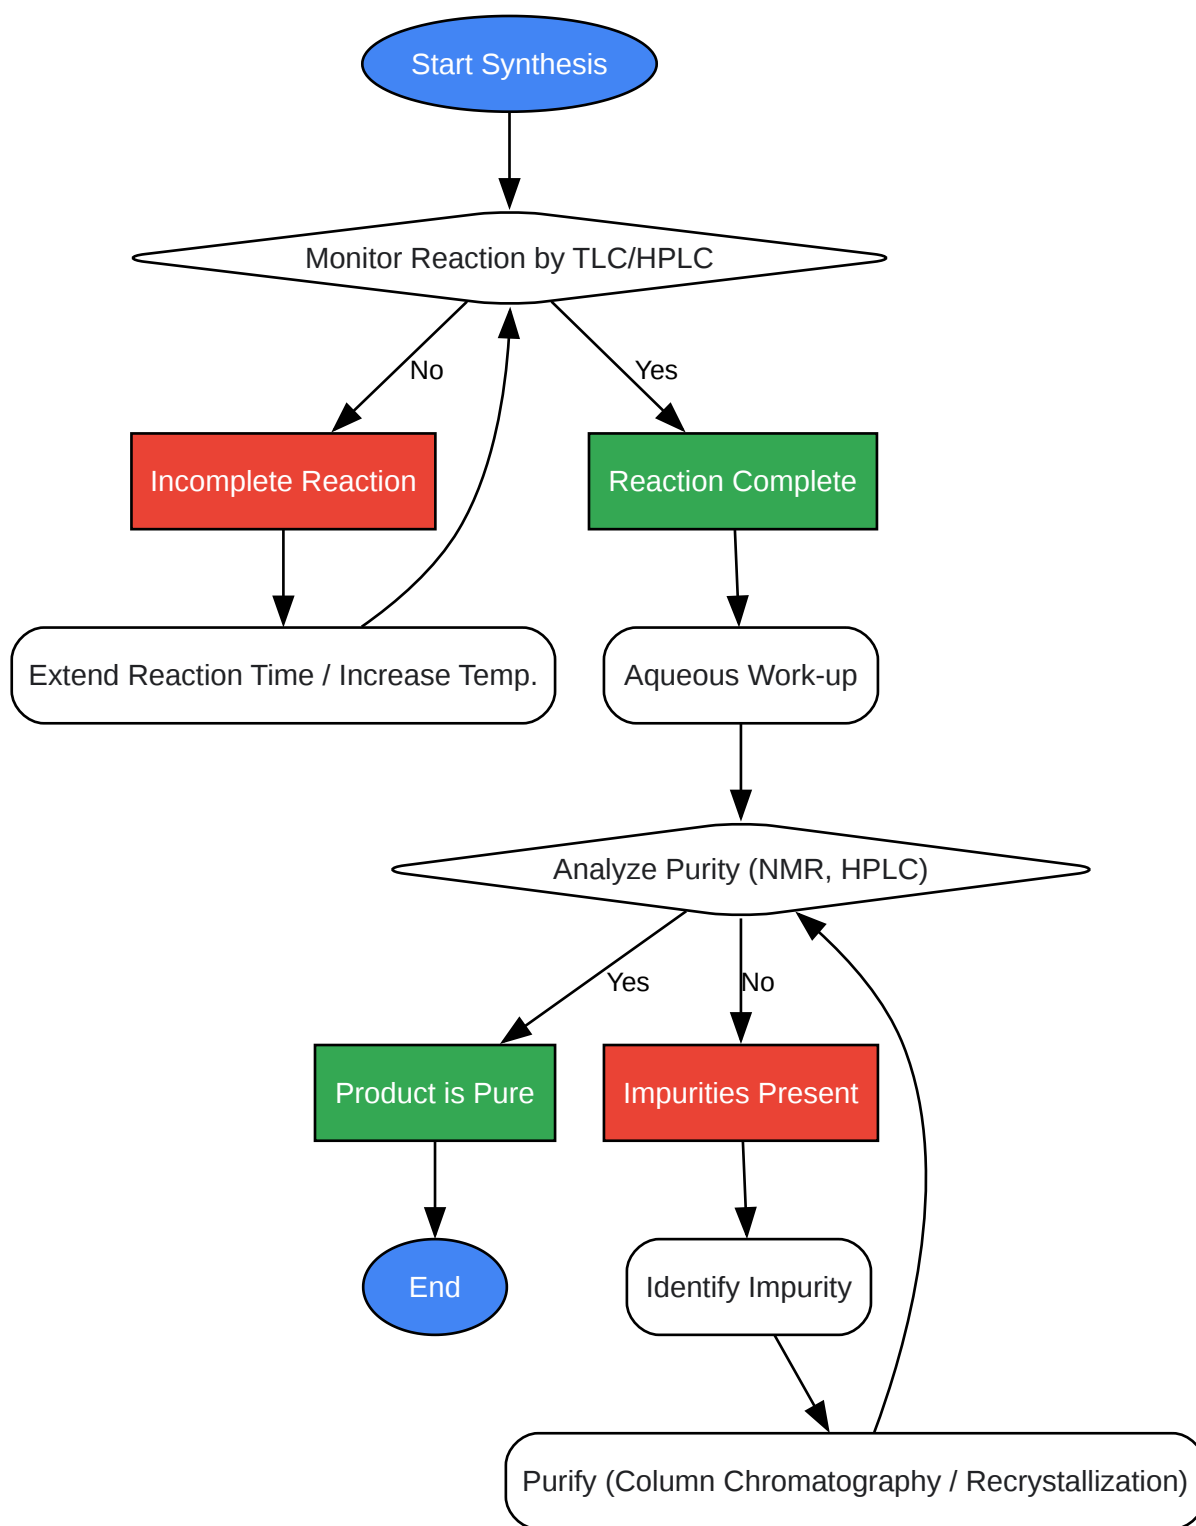 Start Synthesis
Monitor Reaction by TLC/HPLC
No
Yes
Incomplete Reaction
Reaction Complete
Extend Reaction Time / Increase Temp.
Aqueous Work-up
Analyze Purity (NMR, HPLC)
Yes
No
Product is Pure
Impurities Present
End
Identify Impurity
Purify (Column Chromatography / Recrystallization)